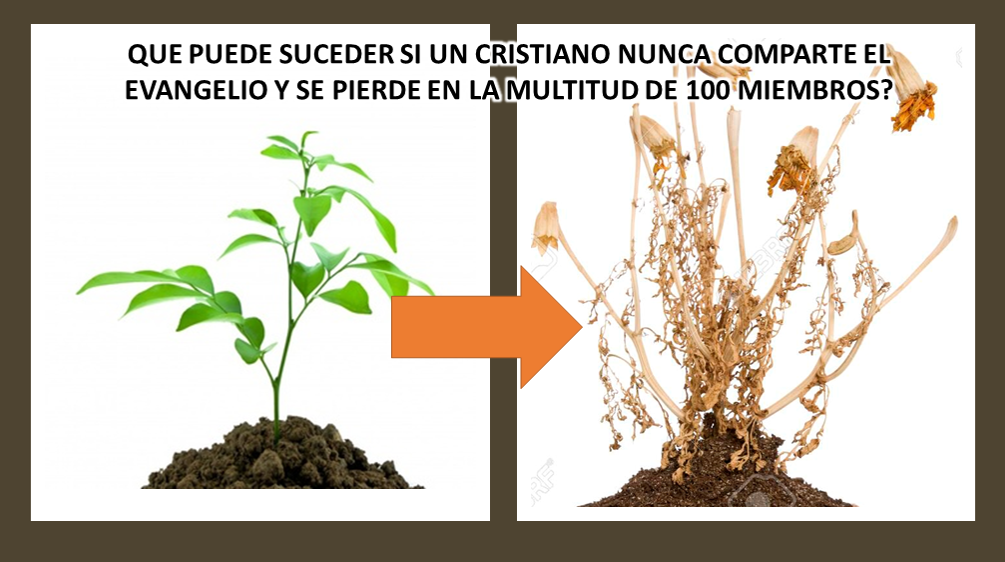 QUE PUEDE SUCEDER SI UN CRISTIANO NUNCA COMPARTE EL
EVANGELIO Y SE PIERDE EN LA MULTITUD DE 100 MIEMBROS?